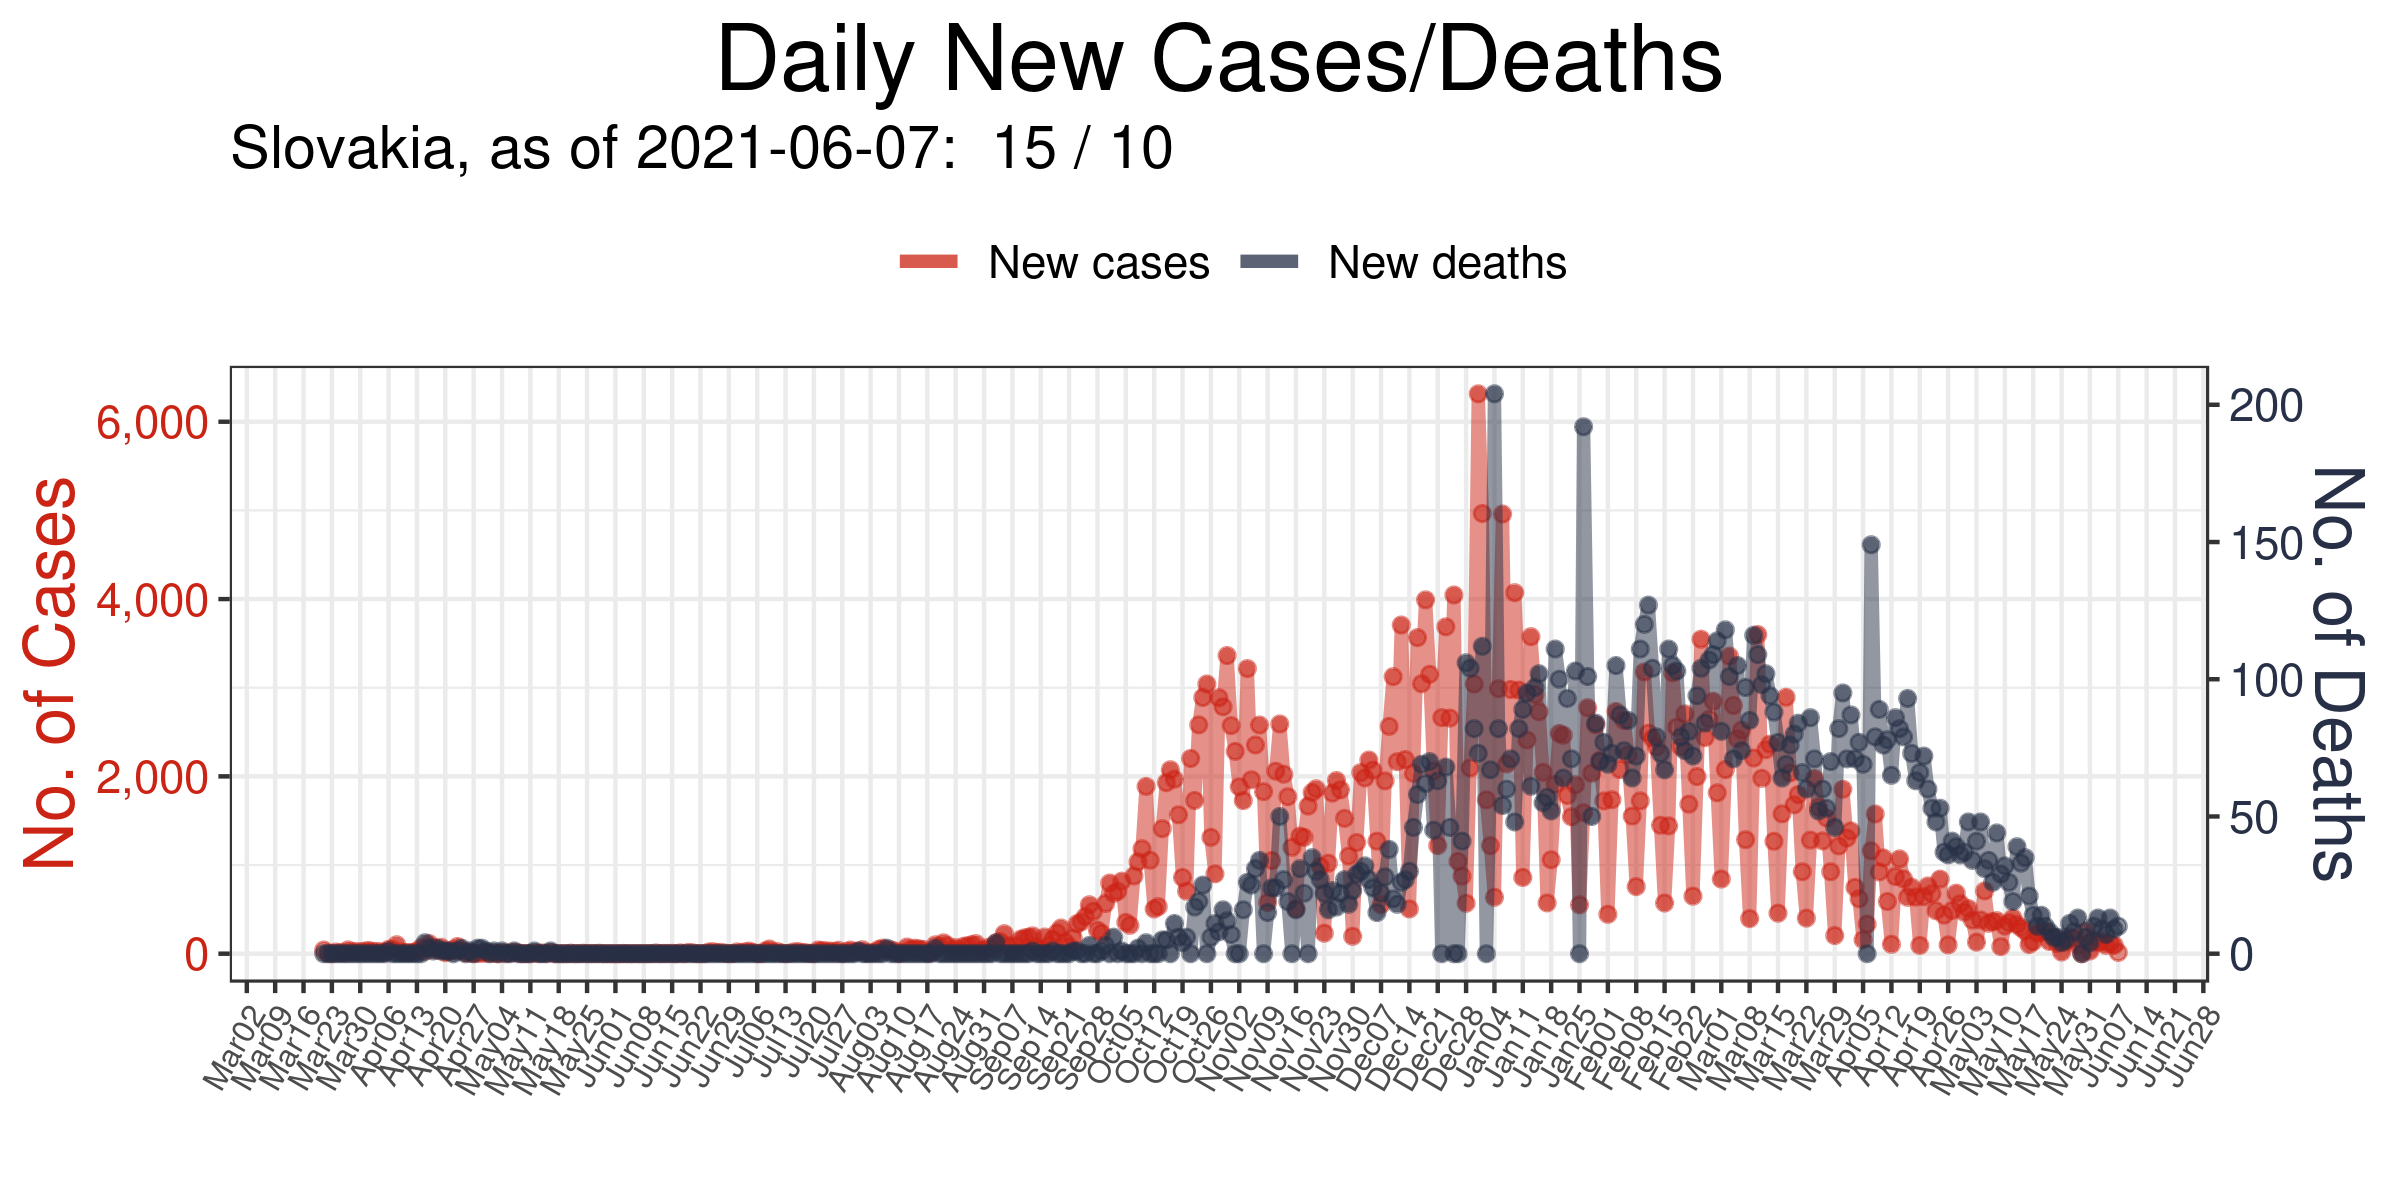 Daily New Cases/Deaths
Slovakia, as of 2021-06-07:  15 / 10
New cases
New deaths
No. of Cases
6,000
4,000
2,000
0
200
150
100
50
0
No. of Deaths
Mar02
Mar09
Mar16
Mar23
Mar30
Apr06
Apr13
Apr20
Apr27
May04
May11
May18
May25
Jun01
Jun08
Jun15
Jun22
Jun29
Jul06
Jul13
Jul20
Jul27
Aug03
Aug10
Aug17
Aug24
Aug31
Sep07
Sep14
Sep21
Sep28
Oct05
Oct12
Oct19
Oct26
Nov02
Nov09
Nov16
Nov23
Nov30
Dec07
Dec14
Dec21
Dec28
Jan04
Jan11
Jan18
Jan25
Feb01
Feb08
Feb15
Feb22
Mar01
Mar08
Mar15
Mar22
Mar29
Apr05
Apr12
Apr19
Apr26
May03
May10
May17
May24
May31
Jun07
Jun14
Jun21
Jun28